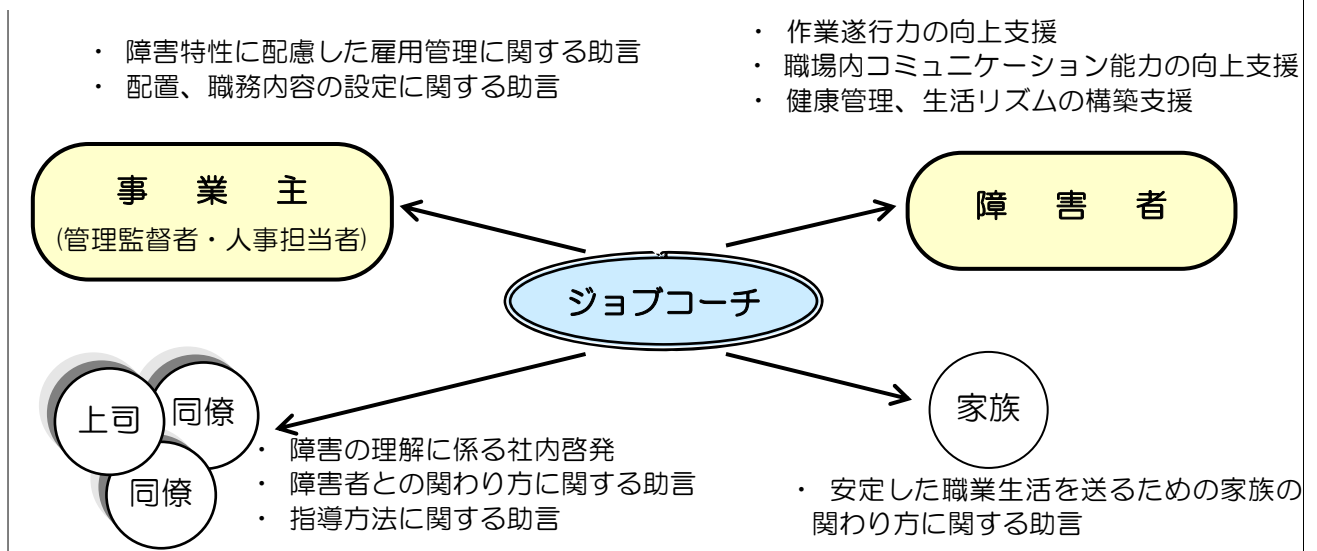 ・ 障害特性に配慮した雇用管理に関する助言
・ 配置、職務内容の設定に関する助言
・ 作業遂行力の向上支援
・ 職場内コミュニケーション能力の向上支援
・ 健康管理、生活リズムの構築支援
事 業 主
(管理監督者・人事担当者)
障 害 者
ジョブコーチ
上司
同僚
同僚
・ 障害の理解に係る社内啓発
・ 障害者との関わり方に関する助言
・ 指導方法に関する助言
家族
・ 安定した職業生活を送るための家族の
関わり方に関する助言